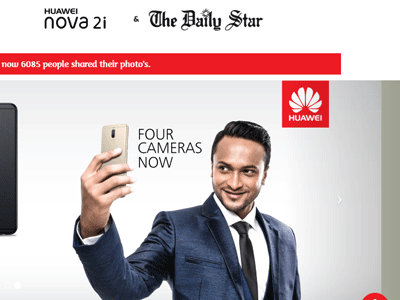 HUAWEI
nova 2i & The Daily Star
now 6085 people shared their photo's.
FOUR
CAMERAS
NOW
HUAWEI